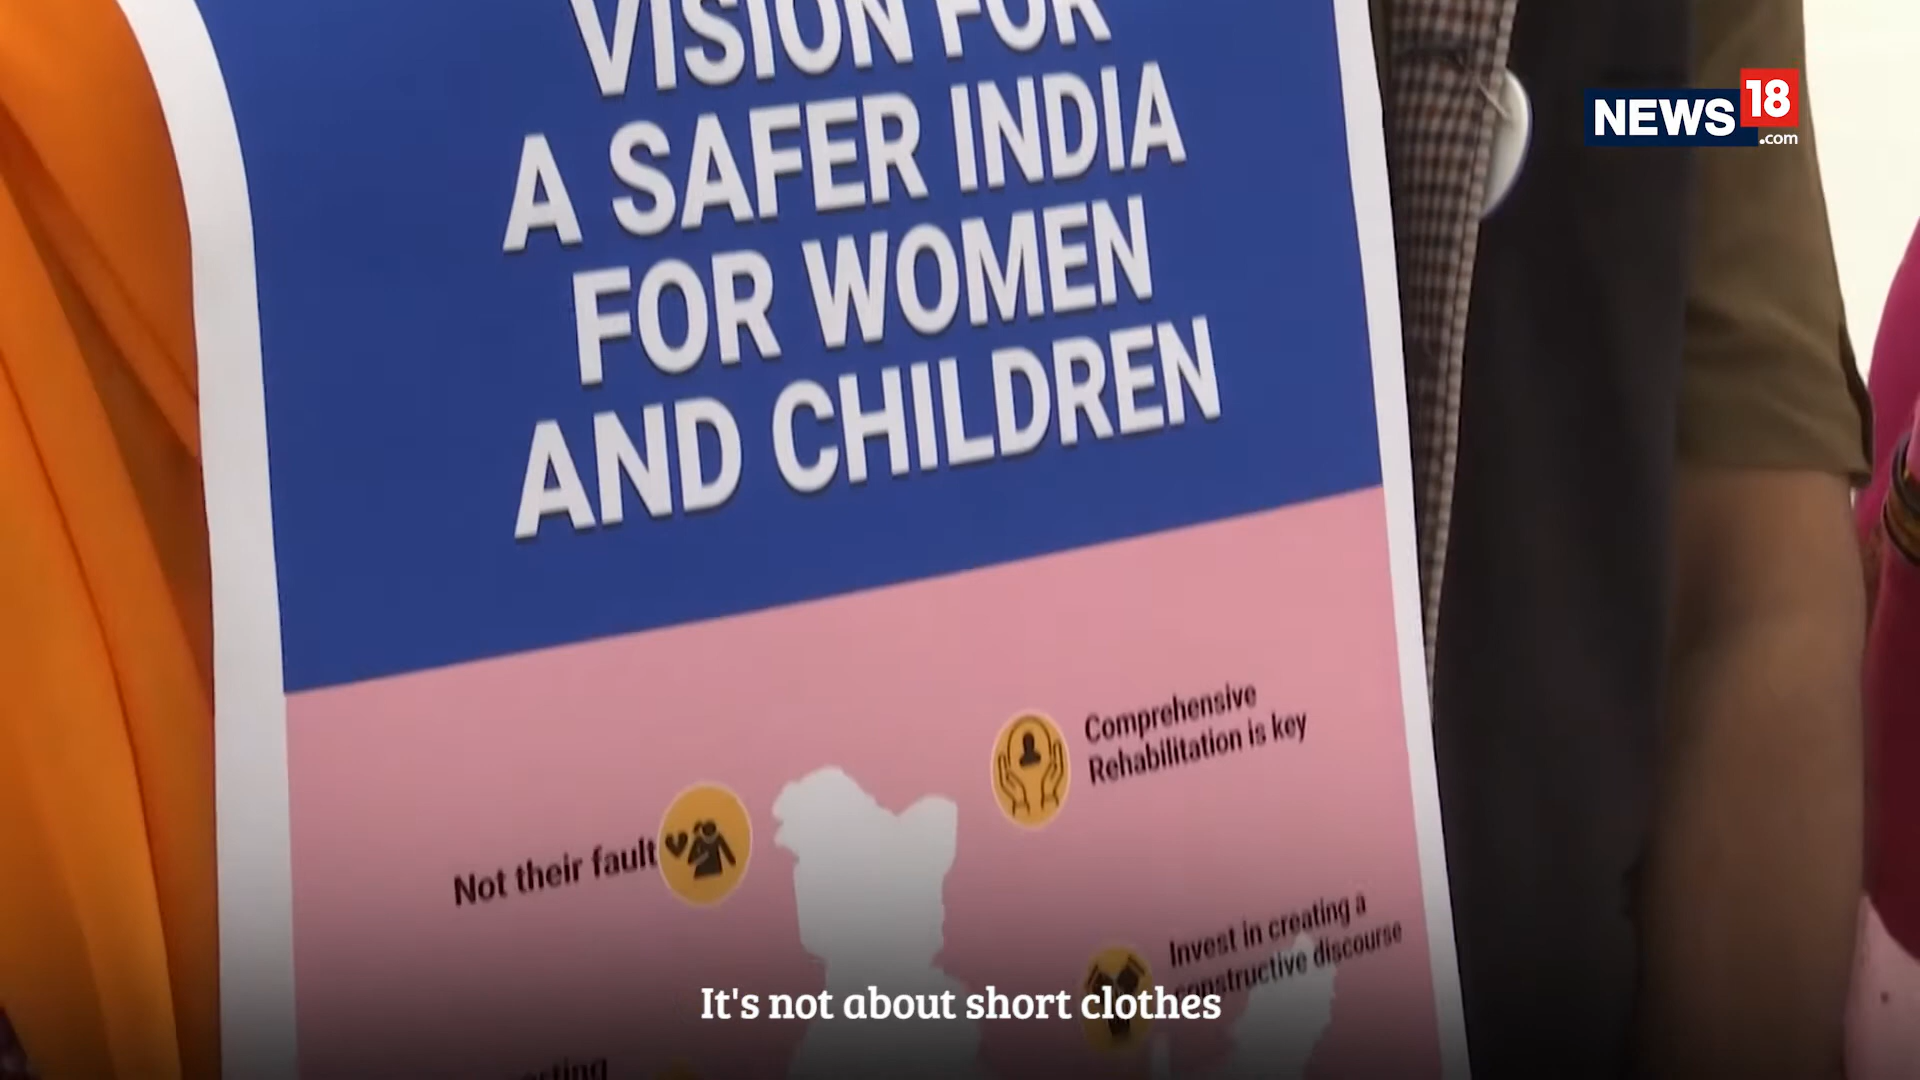 VISION FOR
A SAFER INDIA
FOR WOMEN
AND CHILDREN
NEWS18
.com
Comprehensive
Rehabilitation is key
Not their fault
Invest in creating a
constructive discourse
It's not about short clothes